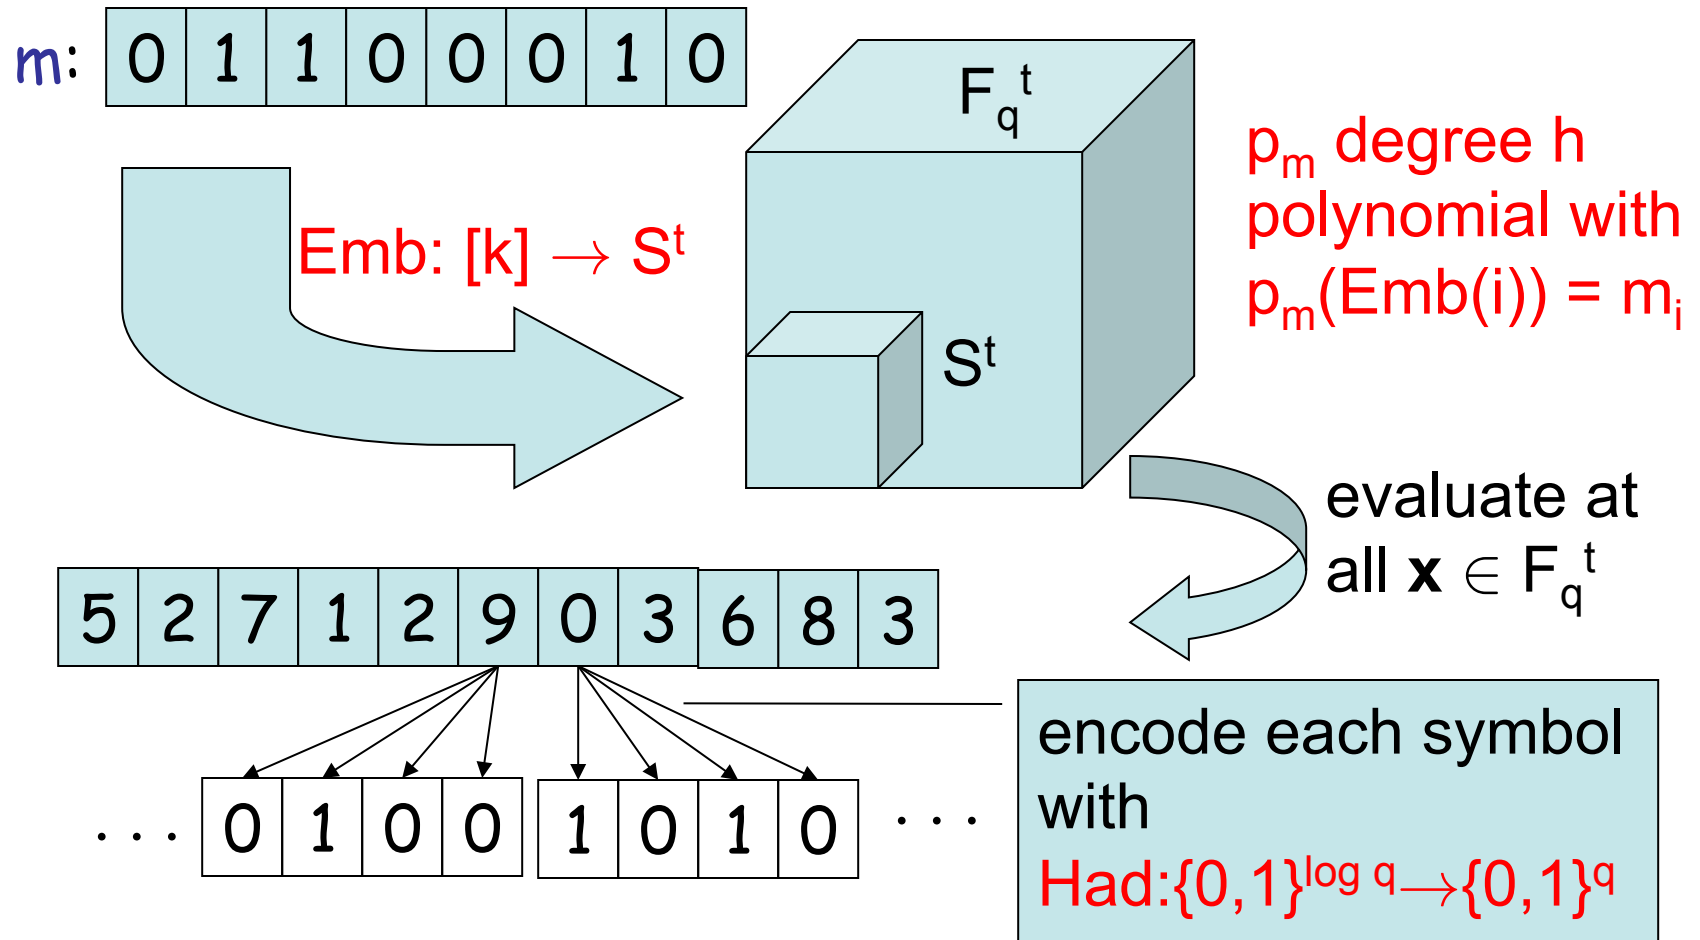 m: 0 1 1 0 0 0 1 0
F_q^t
p_m degree h
polynomial with
p_m(Emb(i)) = m_i
Emb: [k] → S^t
S^t
evaluate at
all x ∈ F_q^t
5 2 7 1 2 9 0 3 6 8 3
encode each symbol
with
Had:{0,1}^{log q}→{0,1}^q
. . . 0 1 0 0 1 0 1 0 . . .